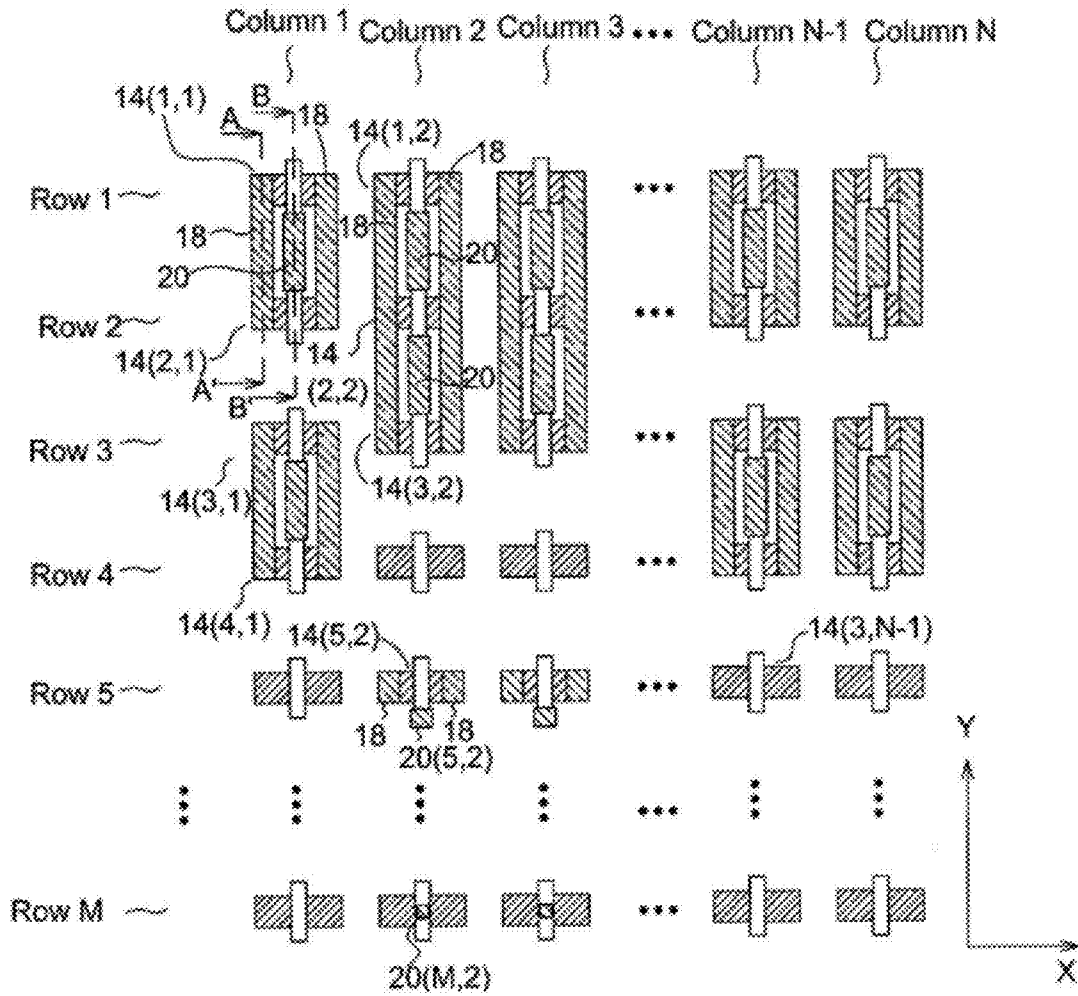 Column 1 Column 2 Column 3 ••• Column N-1 Column N
14(1,1) A B 18 14(1,2) 18
Row 1 •••
18 18 20
20
Row 2 •••
14(2,1) 14 (2,2) 20
A' B'
Row 3 •••
14(3,1) 14(3,2)
Row 4 •••
14(4,1) 14(5,2) 14(3,N-1)
Row 5 •••
18 18
20(5,2)
Y
Row M •••
20(M,2) X